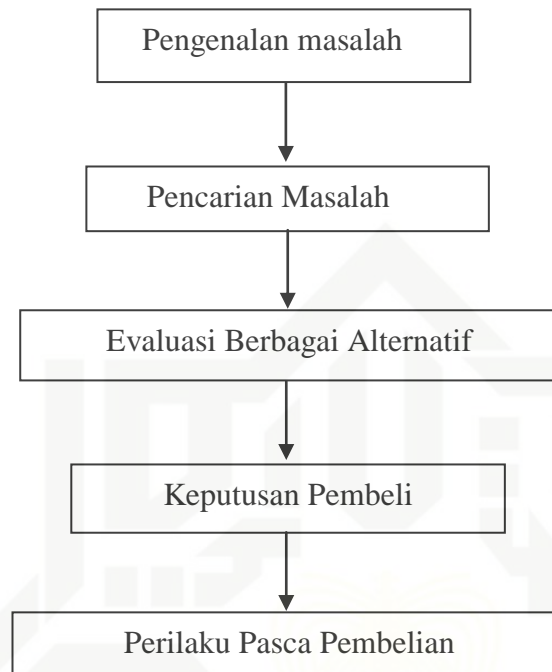 Pengenalan masalah
Pencarian Masalah
Evaluasi Berbagai Alternatif
Keputusan Pembeli
Perilaku Pasca Pembelian